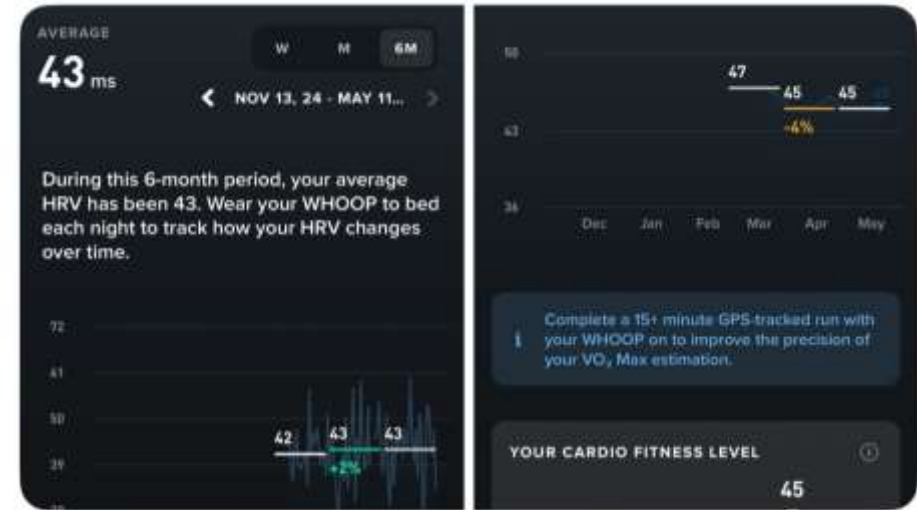 AVERAGE
43 ms
W M 6M
NOV 13, 24 - MAY 11...
During this 6-month period, your average
HRV has been 43. Wear your WHOOP to bed
each night to track how your HRV changes
over time.
72
61
50
42 43 43
+2%
39
50
47
45 45
43
-4%
36
Dec Jan Feb Mar Apr May
i
Complete a 15+ minute GPS-tracked run with
your WHOOP on to improve the precision of
your VO₂ Max estimation.
YOUR CARDIO FITNESS LEVEL
45